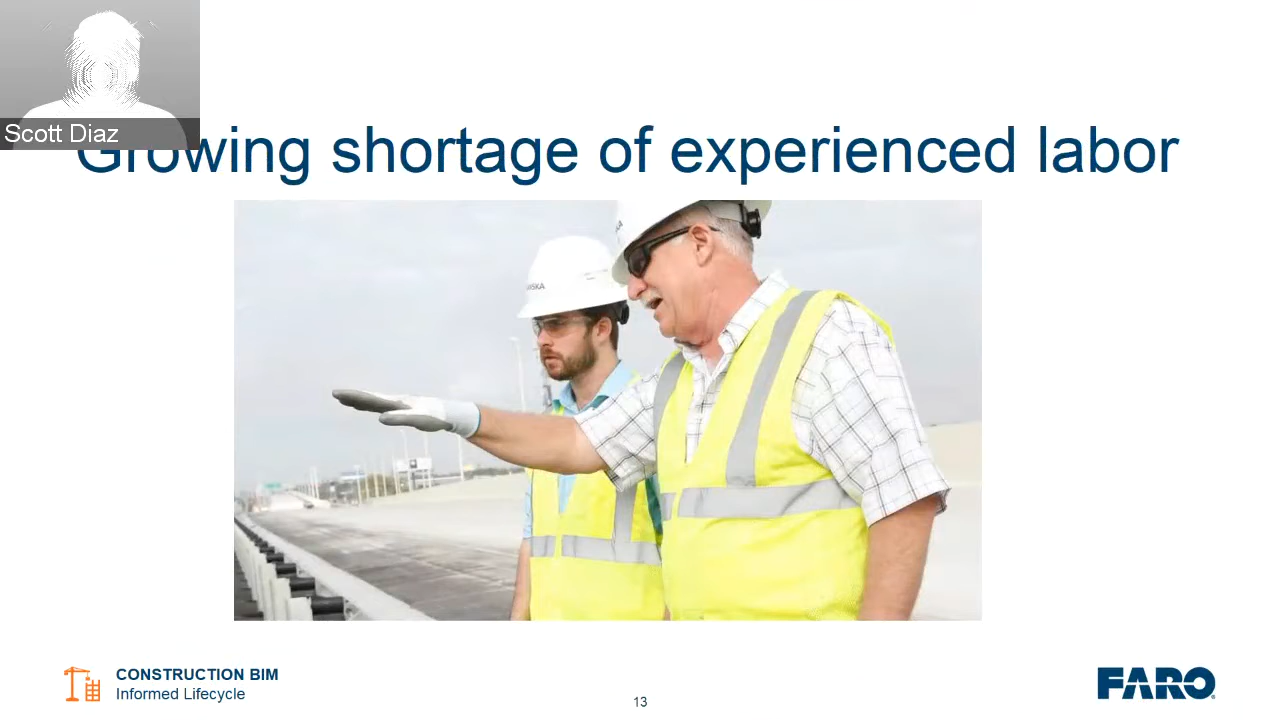 Scott Diaz
Growing shortage of experienced labor
CONSTRUCTION BIM
Informed Lifecycle
13
FARO